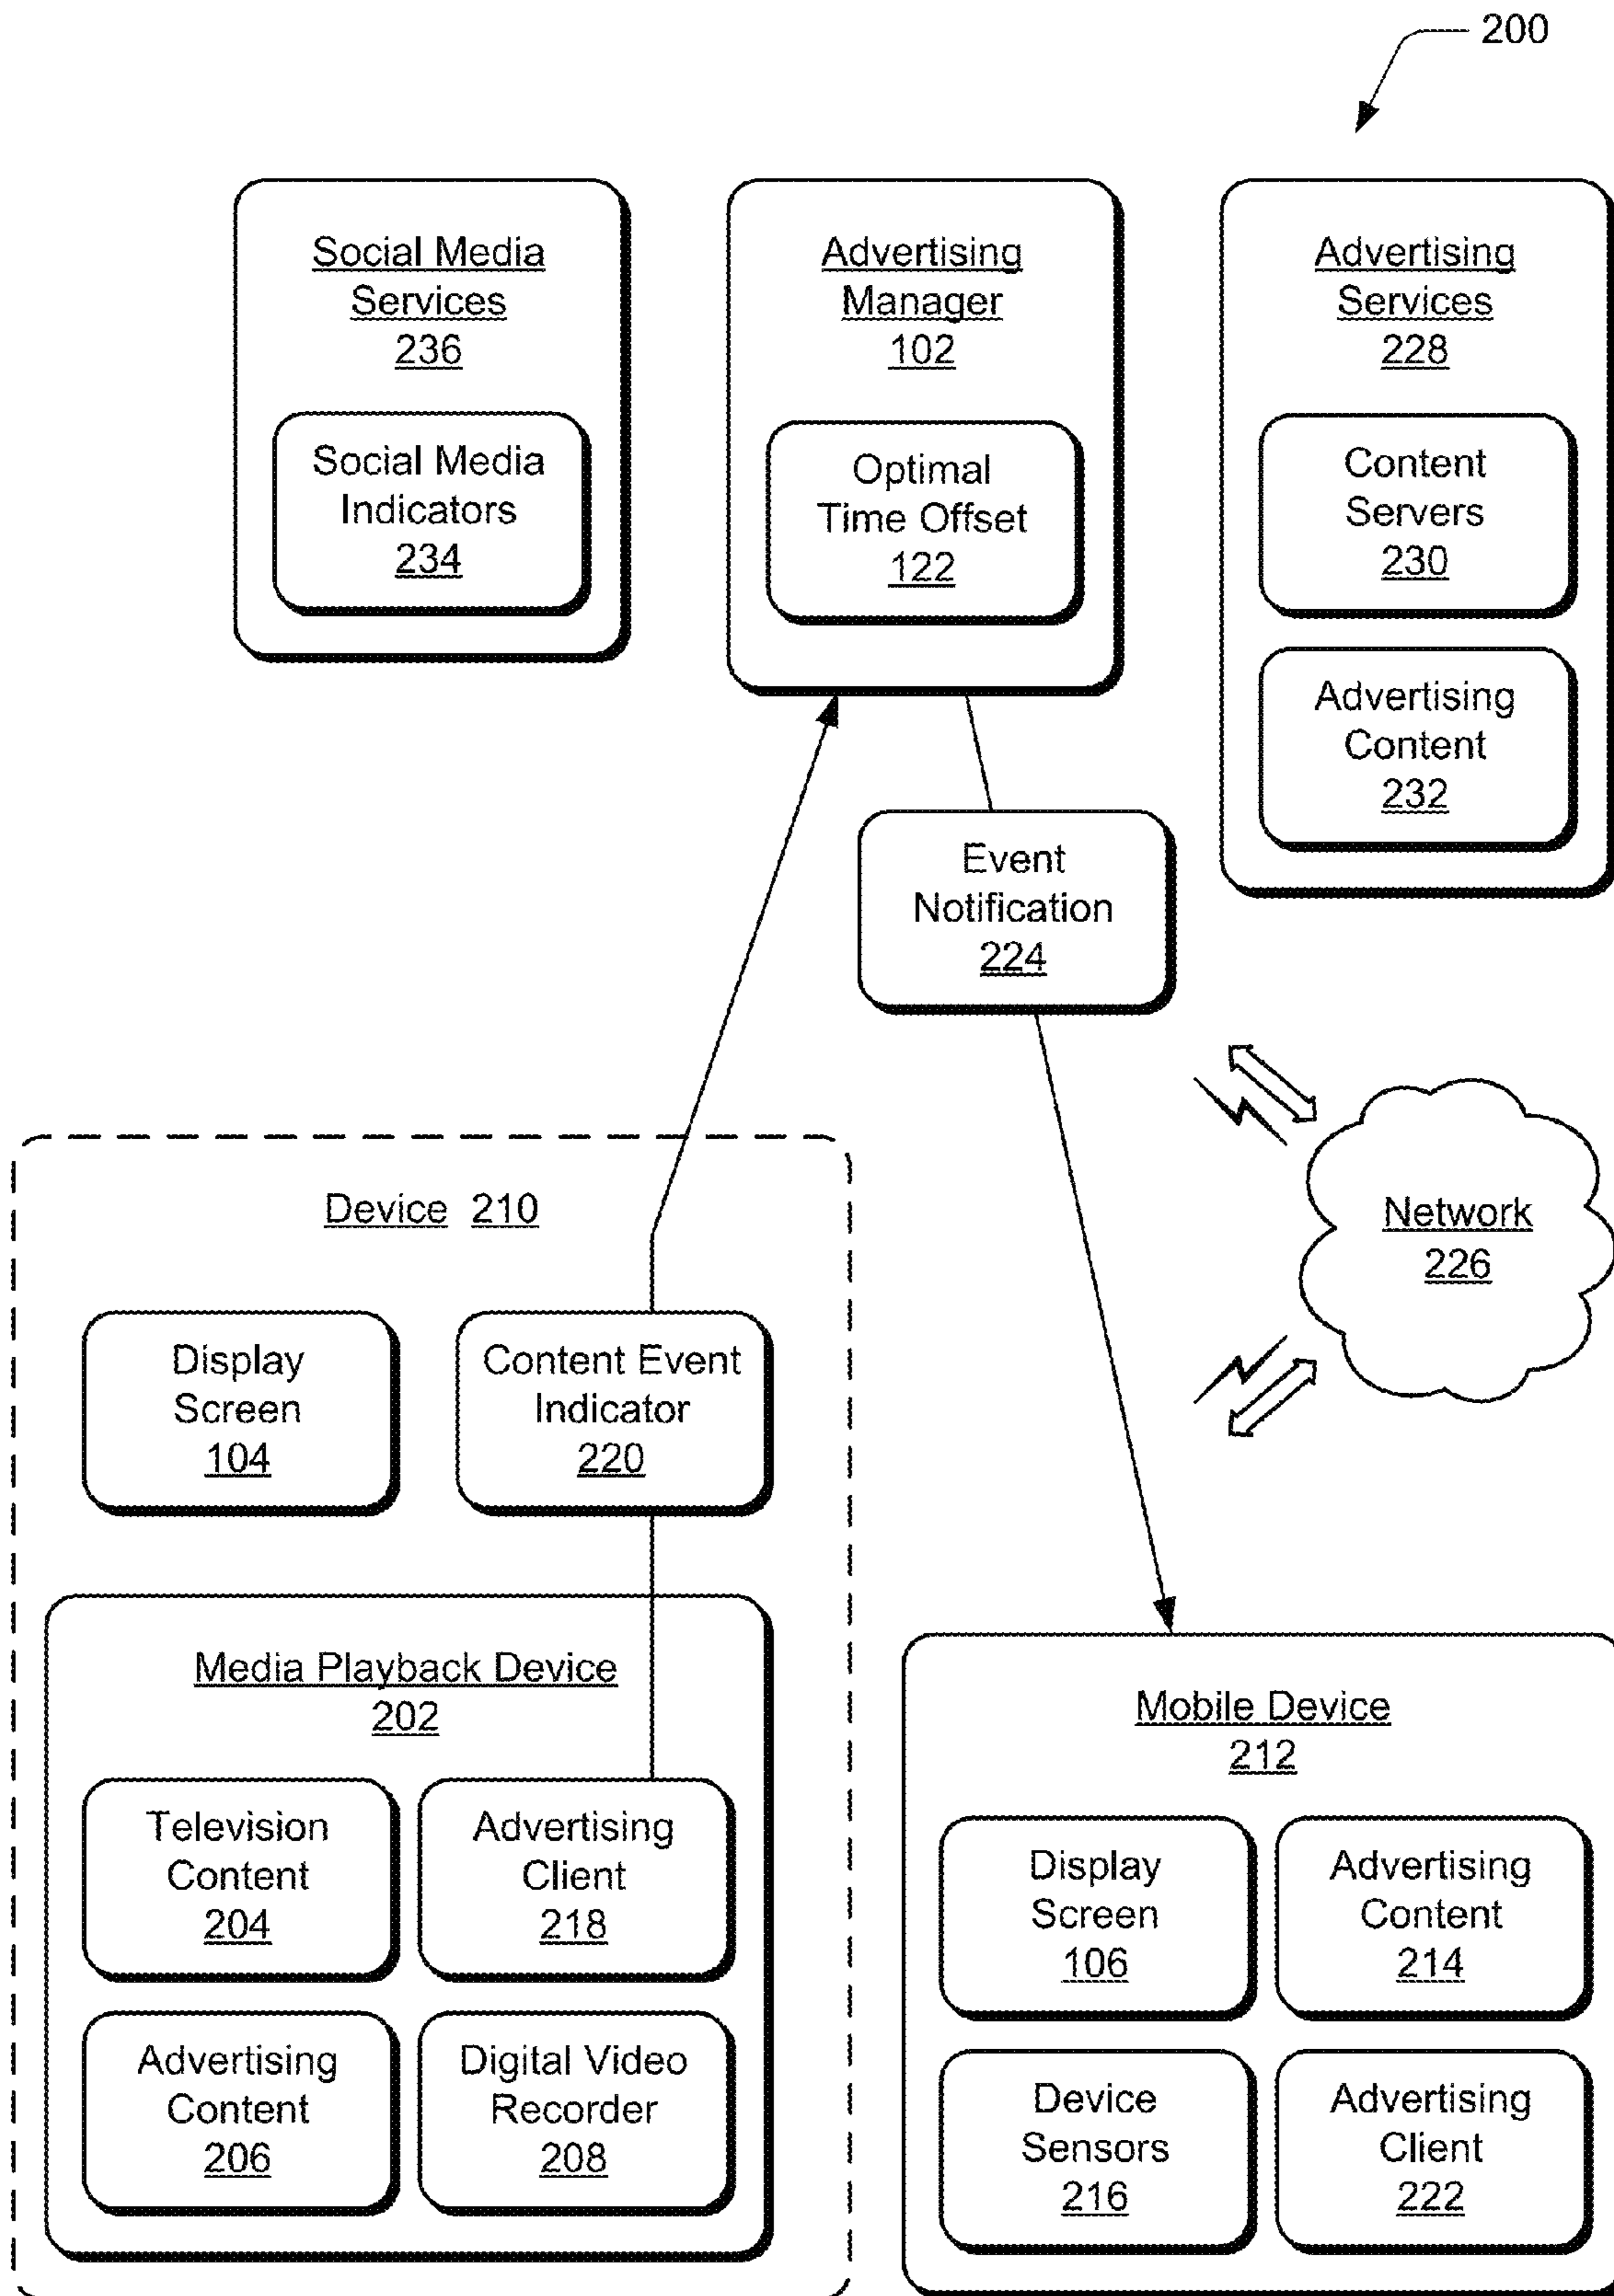 200
Social Media
Services
236
Social Media
Indicators
234
Advertising
Manager
102
Optimal
Time Offset
122
Advertising
Services
228
Content
Servers
230
Advertising
Content
232
Event
Notification
224
Network
226
Device 210
Display
Screen
104
Content Event
Indicator
220
Media Playback Device
202
Television
Content
204
Advertising
Client
218
Advertising
Content
206
Digital Video
Recorder
208
Mobile Device
212
Display
Screen
106
Advertising
Content
214
Device
Sensors
216
Advertising
Client
222